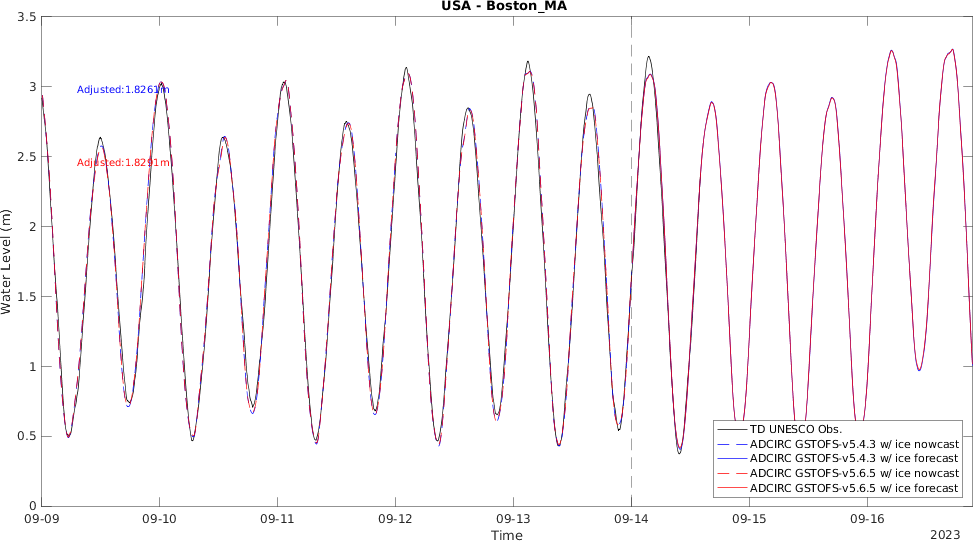 USA - Boston_MA
3.5
3
2.5
2
1.5
1
0.5
0
Water Level (m)
Adjusted:1.8261m
Adjusted:1.8291m
TD UNESCO Obs.
ADCIRC GSTOFS-v5.4.3 w/ ice nowcast
ADCIRC GSTOFS-v5.4.3 w/ ice forecast
ADCIRC GSTOFS-v5.6.5 w/ ice nowcast
ADCIRC GSTOFS-v5.6.5 w/ ice forecast
09-09 09-10 09-11 09-12 09-13 09-14 09-15 09-16
Time
2023